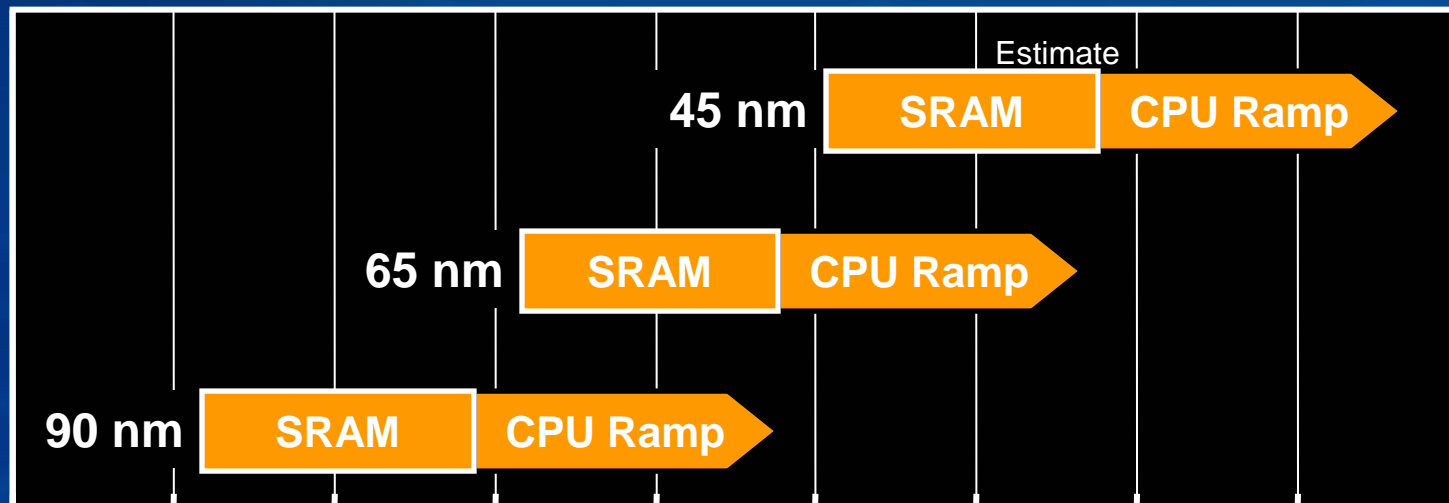 Estimate
45 nm SRAM CPU Ramp
65 nm SRAM CPU Ramp
90 nm SRAM CPU Ramp